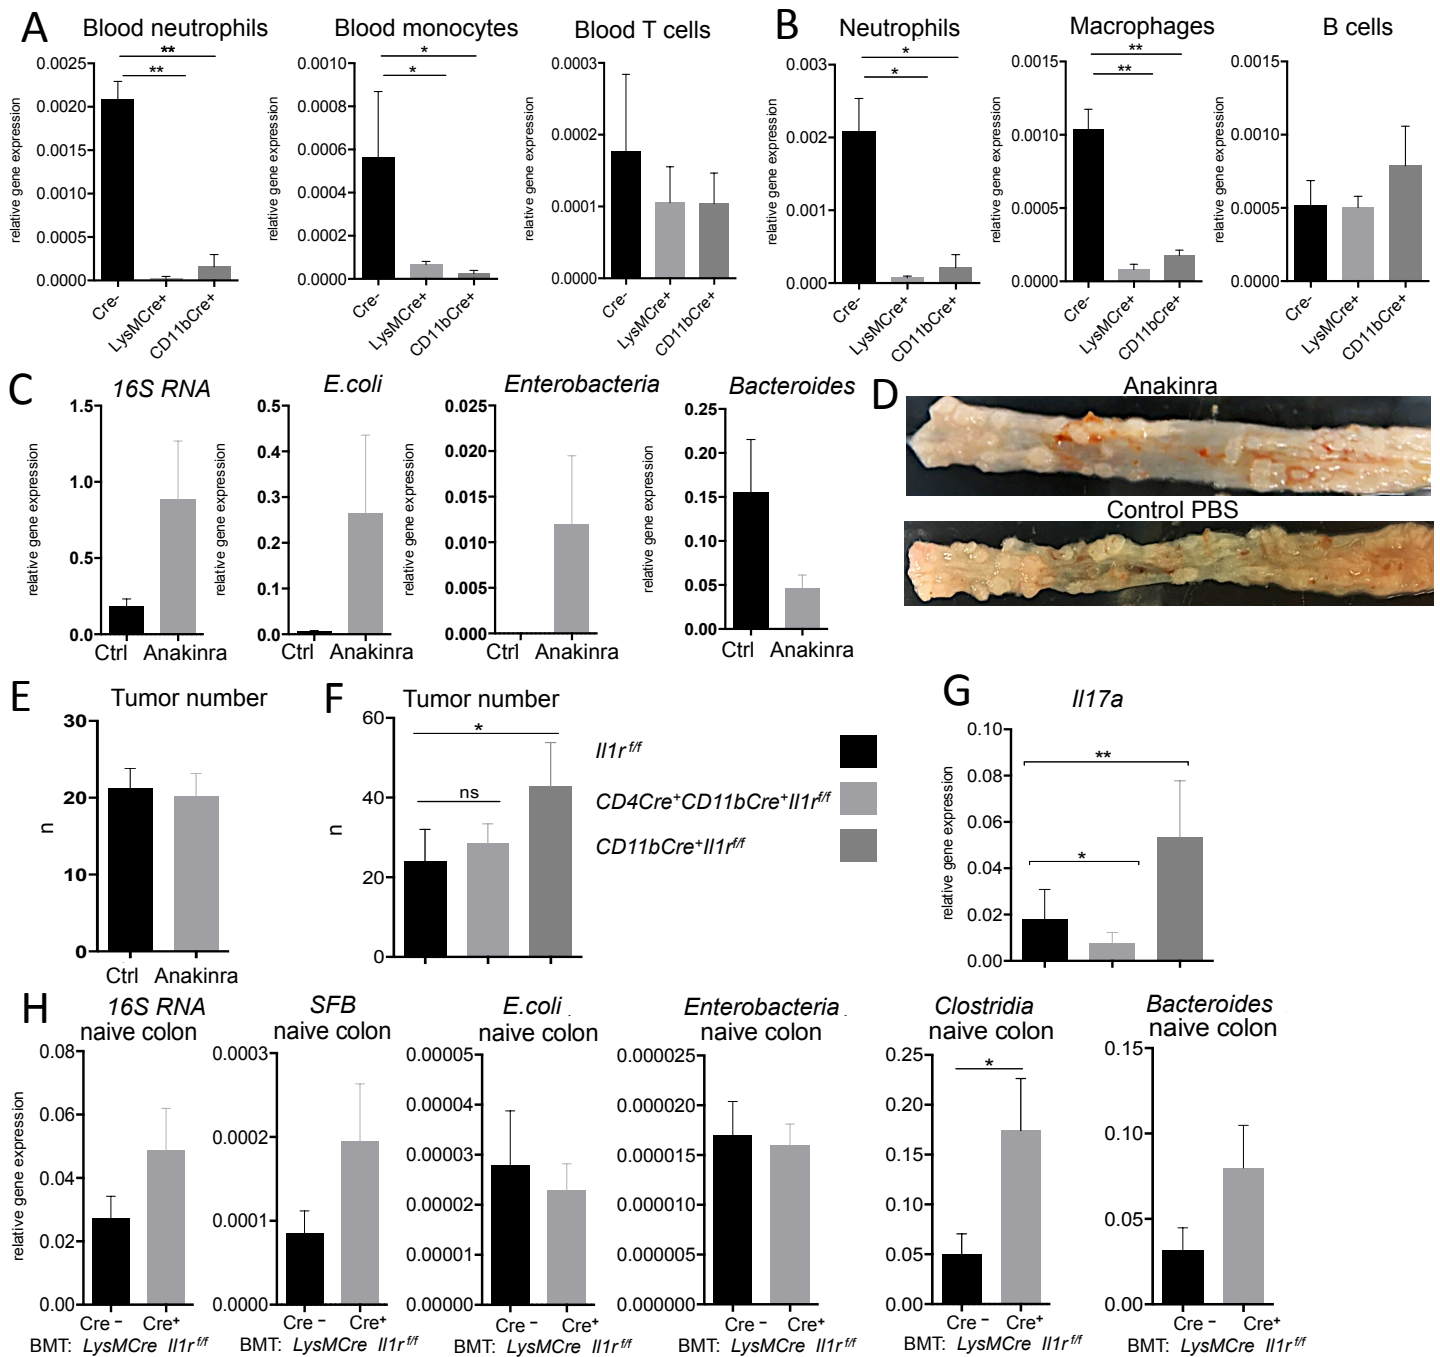 A
Blood neutrophils
Blood monocytes
Blood T cells
B
Neutrophils
Macrophages
B cells
relative gene expression
0.0025
0.0020
0.0015
0.0010
0.0005
0.0000
**
**
Cre-
LysMCre+
CD11bCre+
relative gene expression
0.0010
0.0008
0.0006
0.0004
0.0002
0.0000
*
*
Cre-
LysMCre+
CD11bCre+
relative gene expression
0.0003
0.0002
0.0001
0.0000
Cre-
LysMCre+
CD11bCre+
relative gene expression
0.003
0.002
0.001
0.000
*
*
Cre-
LysMCre+
CD11bCre+
relative gene expression
0.0015
0.0010
0.0005
0.0000
**
**
Cre-
LysMCre+
CD11bCre+
relative gene expression
0.0015
0.0010
0.0005
0.0000
Cre-
LysMCre+
CD11bCre+
C
16S RNA
relative gene expression
1.5
1.0
0.5
0.0
Ctrl Anakinra
E.coli
relative gene expression
0.5
0.4
0.3
0.2
0.1
0.0
Ctrl Anakinra
Enterobacteria
relative gene expression
0.025
0.020
0.015
0.010
0.005
0.000
Ctrl Anakinra
Bacteroides
relative gene expression
0.25
0.20
0.15
0.10
0.05
0.00
Ctrl Anakinra
D
Anakinra
Control PBS
E
Tumor number
n
30
20
10
0
Ctrl Anakinra
F
Tumor number
n
60
40
20
0
*
ns
Il1r f/f
CD4Cre+CD11bCre+Il1r f/f
CD11bCre+Il1r f/f
G
Il17a
relative gene expression
0.10
0.08
0.06
0.04
0.02
0.00
**
*
H
16S RNA
naive colon
relative gene expression
0.08
0.06
0.04
0.02
0.00
Cre - Cre+
BMT: LysMCre Il1r f/f
SFB
naive colon
0.0003
0.0002
0.0001
0.0000
Cre - Cre+
BMT: LysMCre Il1r f/f
E.coli
naive colon
0.00005
0.00004
0.00003
0.00002
0.00001
0.00000
Cre - Cre+
BMT: LysMCre Il1r f/f
Enterobacteria
naive colon
0.000025
0.000020
0.000015
0.000010
0.000005
0.000000
Cre - Cre+
BMT: LysMCre Il1r f/f
Clostridia
naive colon
0.25
0.20
0.15
0.10
0.05
0.00
*
Cre - Cre+
BMT: LysMCre Il1r f/f
Bacteroides
naive colon
0.15
0.10
0.05
0.00
Cre - Cre+
BMT: LysMCre Il1r f/f